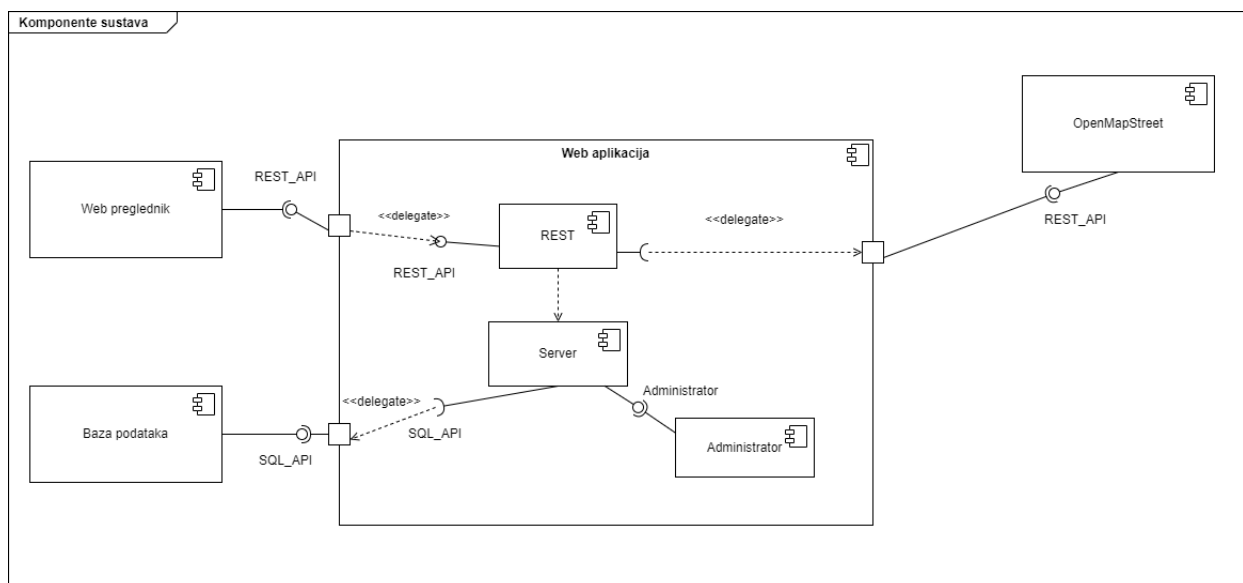 Komponente sustava
OpenMapStreet
Web aplikacija
REST_API
Web preglednik
<<delegate>>
<<delegate>>
REST_API
REST
REST_API
Server
Administrator
<<delegate>>
Baza podataka
SQL_API
Administrator
SQL_API